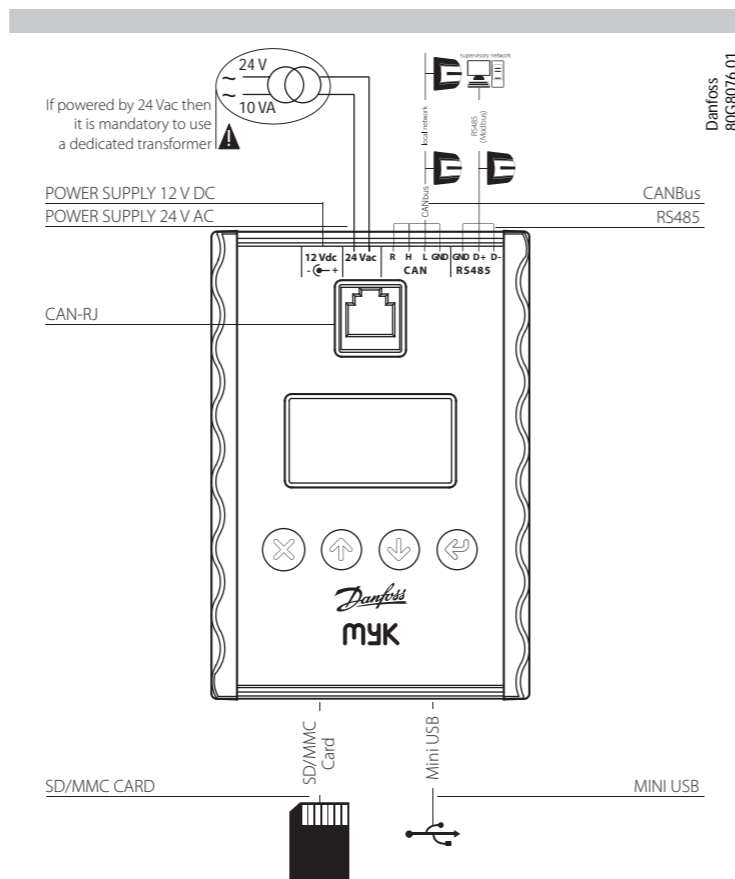 24 V
~
~
10 VA
If powered by 24 Vac then
it is mandatory to use
a dedicated transformer
supervisory network
local network
RS485
(Modbus)
CANbus
Danfoss
80G8076.01
POWER SUPPLY 12 V DC
POWER SUPPLY 24 V AC
CANBus
RS485
12 Vdc
- +
24 Vac
R H L GND
CAN
GND D+ D-
RS485
CAN-RJ
Danfoss
MYK
SD/MMC
Card
Mini USB
SD/MMC CARD
MINI USB